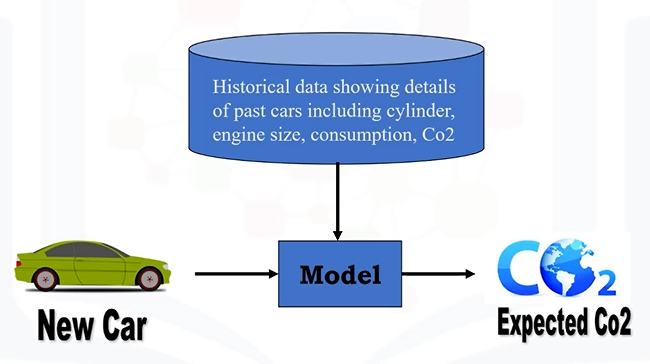 Historical data showing details
of past cars including cylinder,
engine size, consumption, Co2
Model
New Car
CO2
Expected Co2